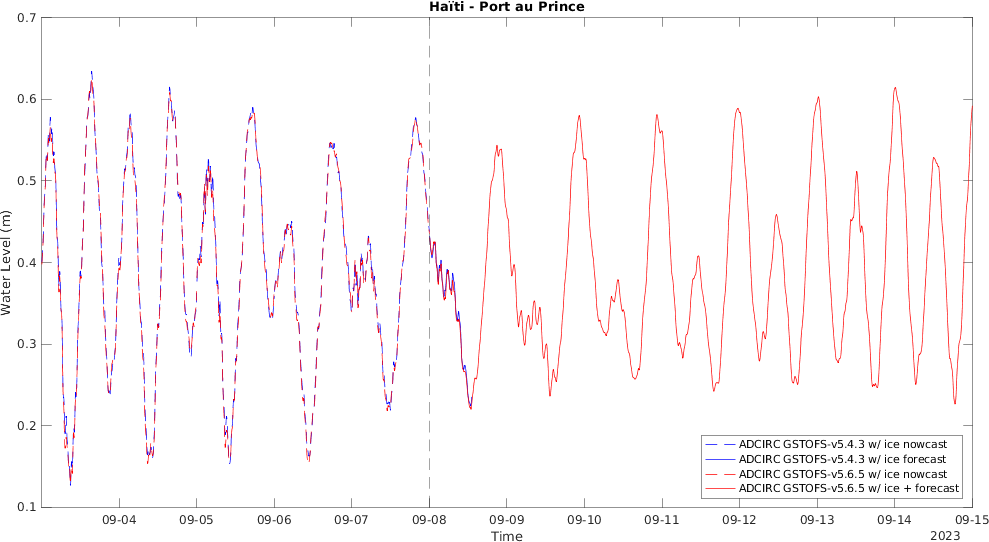 Haïti - Port au Prince
0.7
0.6
0.5
0.4
0.3
0.2
0.1
Water Level (m)
ADCIRC GSTOFS-v5.4.3 w/ ice nowcast
ADCIRC GSTOFS-v5.4.3 w/ ice forecast
ADCIRC GSTOFS-v5.6.5 w/ ice nowcast
ADCIRC GSTOFS-v5.6.5 w/ ice + forecast
09-04 09-05 09-06 09-07 09-08 09-09 09-10 09-11 09-12 09-13 09-14 09-15
Time
2023